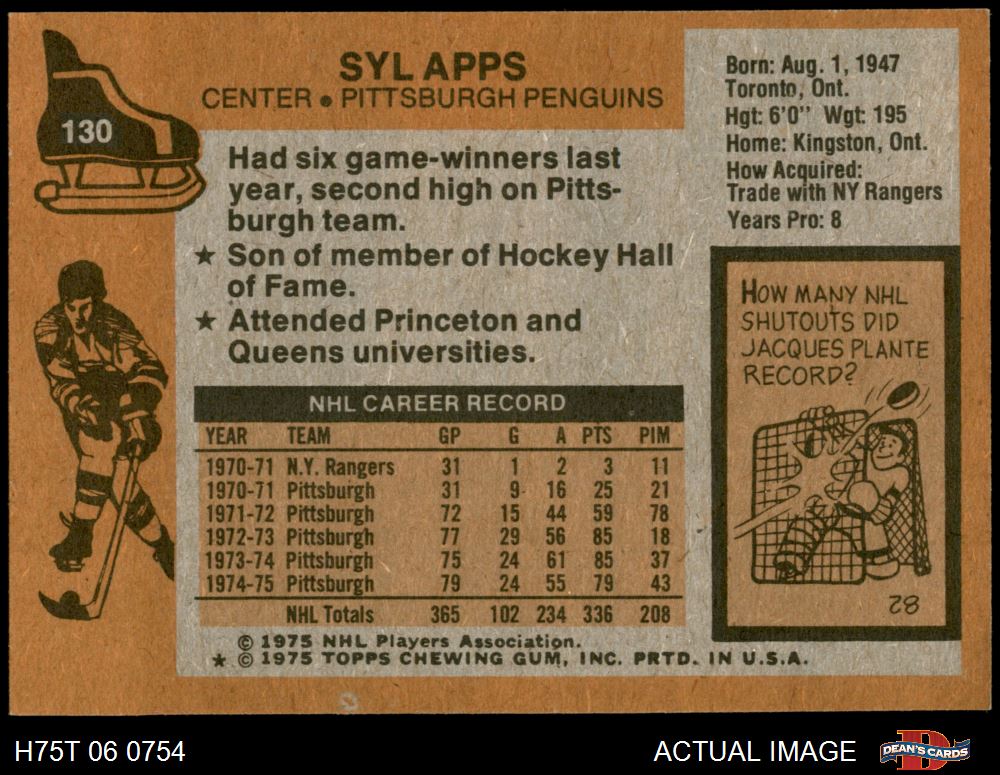 130
SYL APPS
CENTER • PITTSBURGH PENGUINS
Had six game-winners last
year, second high on Pitts-
burgh team.
★ Son of member of Hockey Hall
of Fame.
★ Attended Princeton and
Queens universities.
NHL CAREER RECORD
YEAR TEAM GP G A PTS PIM
1970-71 N.Y. Rangers 31 1 2 3 11
1970-71 Pittsburgh 31 9 16 25 21
1971-72 Pittsburgh 72 15 44 59 78
1972-73 Pittsburgh 77 29 56 85 18
1973-74 Pittsburgh 75 24 61 85 37
1974-75 Pittsburgh 79 24 55 79 43
NHL Totals 365 102 234 336 208
© 1975 NHL Players Association.
★ © 1975 TOPPS CHEWING GUM, INC. PRTD. IN U.S.A.
Born: Aug. 1, 1947
Toronto, Ont.
Hgt: 6'0" Wgt: 195
Home: Kingston, Ont.
How Acquired:
Trade with NY Rangers
Years Pro: 8
HOW MANY NHL
SHUTOUTS DID
JACQUES PLANTE
RECORD?
82
H75T 06 0754
ACTUAL IMAGE
D
DEAN'S CARDS